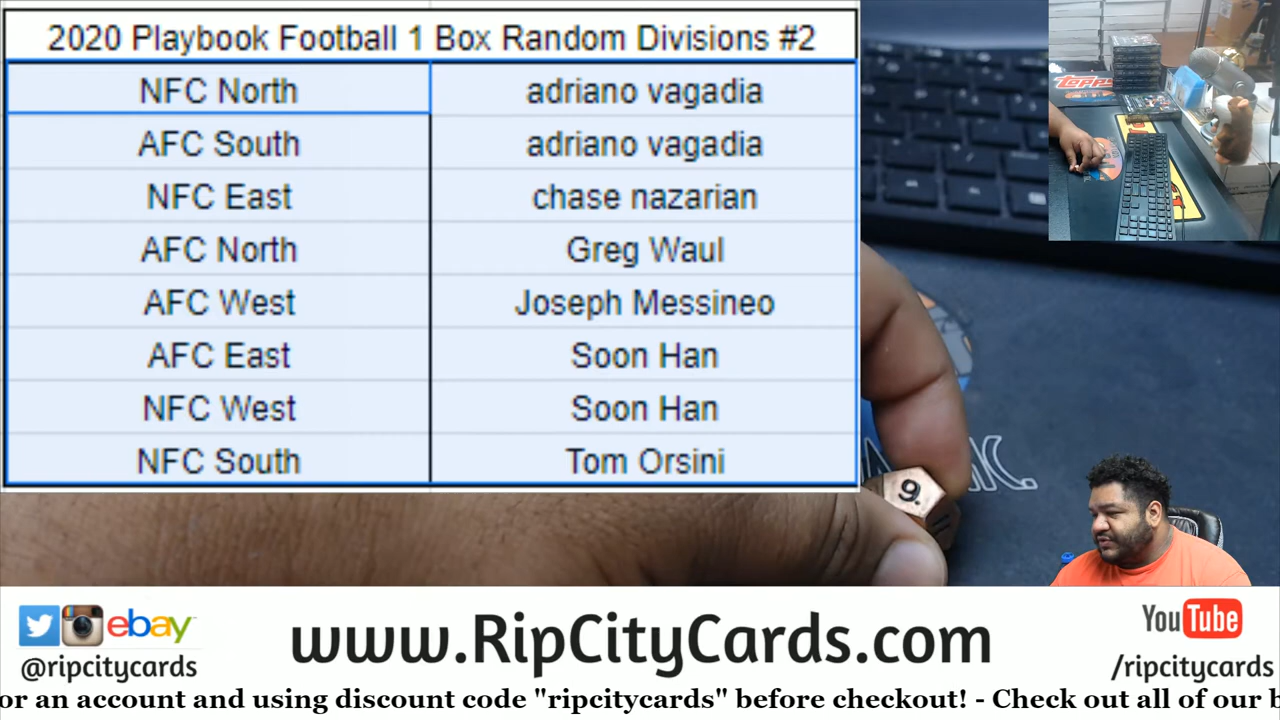 2020 Playbook Football 1 Box Random Divisions #2
NFC North adriano vagadia
AFC South adriano vagadia
NFC East chase nazarian
AFC North Greg Waul
AFC West Joseph Messineo
AFC East Soon Han
NFC West Soon Han
NFC South Tom Orsini
TOPPS
9.
ebay
@ripcitycards
www.RipCityCards.com
YouTube
/ripcitycards
or an account and using discount code "ripcitycards" before checkout! - Check out all of our b